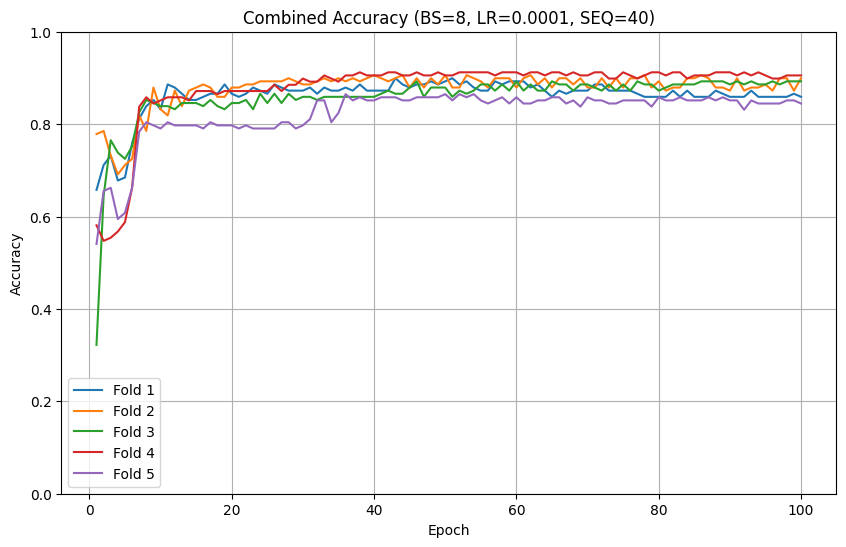 Combined Accuracy (BS=8, LR=0.0001, SEQ=40)
1.0
0.8
0.6
0.4
0.2
0.0
Accuracy
Fold 1
Fold 2
Fold 3
Fold 4
Fold 5
0 20 40 60 80 100
Epoch